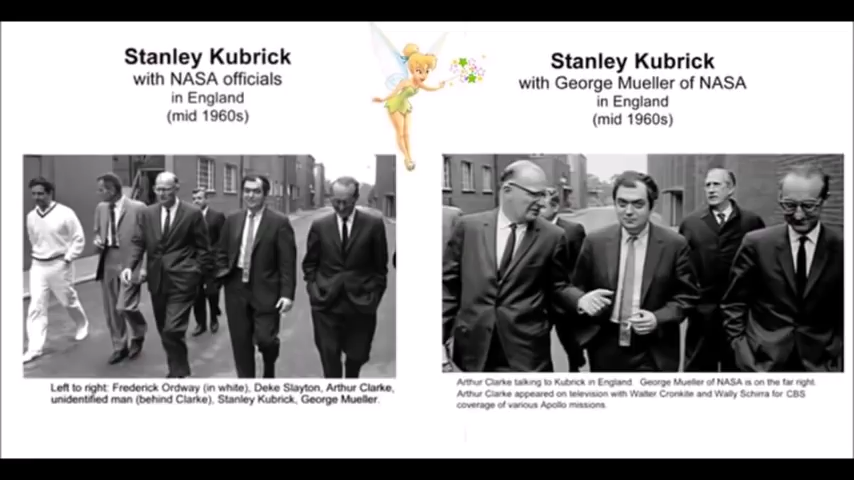 Stanley Kubrick
with NASA officials
in England
(mid 1960s)
Left to right: Frederick Ordway (in white), Deke Slayton, Arthur Clarke,
unidentified man (behind Clarke), Stanley Kubrick, George Mueller.
Stanley Kubrick
with George Mueller of NASA
in England
(mid 1960s)
Arthur Clarke talking to Kubrick in England. George Mueller of NASA is on the far right.
Arthur Clarke appeared on television with Walter Cronkite and Wally Schirra for CBS
coverage of various Apollo missions.